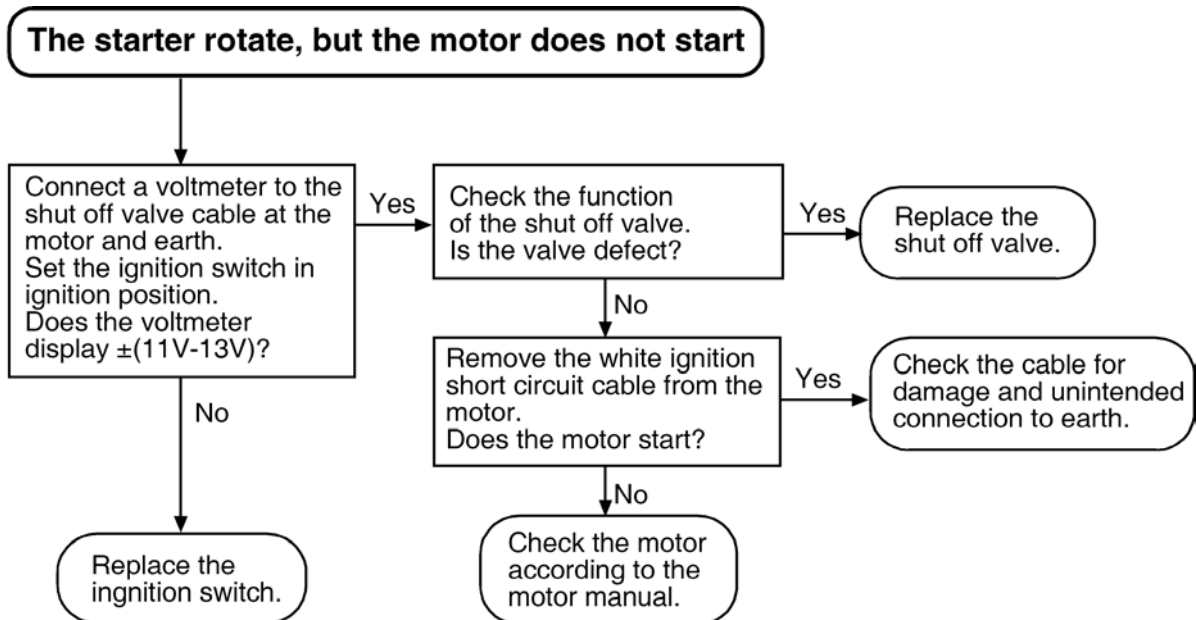 The starter rotate, but the motor does not start
Connect a voltmeter to the
shut off valve cable at the
motor and earth.
Set the ignition switch in
ignition position.
Does the voltmeter
display ±(11V-13V)?
Yes
Check the function
of the shut off valve.
Is the valve defect?
Yes
Replace the
shut off valve.
No
Remove the white ignition
short circuit cable from the
motor.
Does the motor start?
Yes
Check the cable for
damage and unintended
connection to earth.
No
No
Replace the
ingnition switch.
Check the motor
according to the
motor manual.